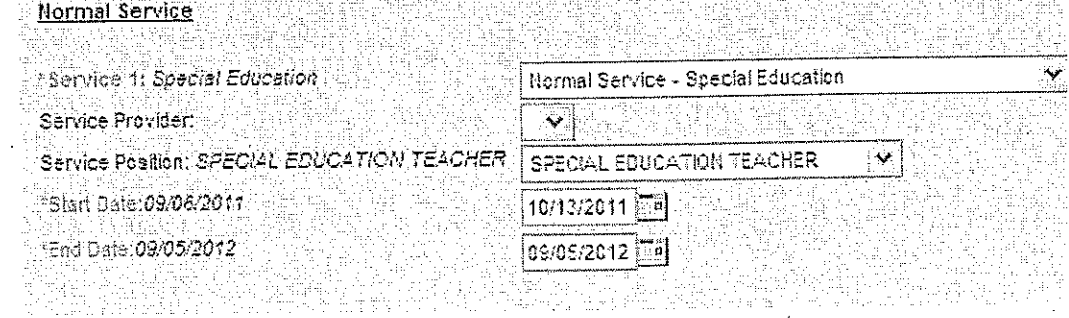 Normal Service
*Service 1: Special Education Normal Service - Special Education
Service Provider:
Service Position: SPECIAL EDUCATION TEACHER SPECIAL EDUCATION TEACHER
*Start Date:09/06/2011 10/13/2011
*End Date:09/05/2012 09/05/2012